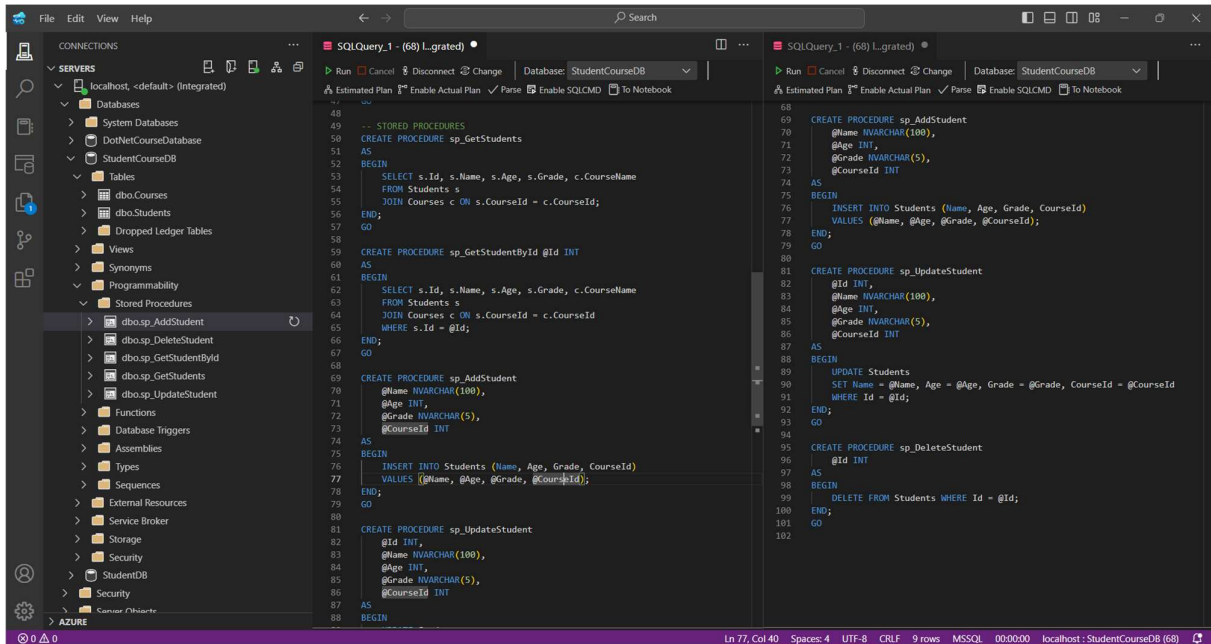 File Edit View Help
Search
CONNECTIONS
SERVERS
localhost, <default> (Integrated)
Databases
System Databases
DotNetCourseDatabase
StudentCourseDB
Tables
dbo.Courses
dbo.Students
Dropped Ledger Tables
Views
Synonyms
Programmability
Stored Procedures
dbo.sp_AddStudent
dbo.sp_DeleteStudent
dbo.sp_GetStudentById
dbo.sp_GetStudents
dbo.sp_UpdateStudent
Functions
Database Triggers
Assemblies
Types
Sequences
External Resources
Service Broker
Storage
Security
StudentDB
Security
Server Objects
AZURE
1
SQLQuery_1 - (68) l...grated)
Run Cancel Disconnect Change Database: StudentCourseDB
Estimated Plan Enable Actual Plan Parse Enable SQLCMD To Notebook
47 GO
48
49 -- STORED PROCEDURES
50 CREATE PROCEDURE sp_GetStudents
51 AS
52 BEGIN
53 SELECT s.Id, s.Name, s.Age, s.Grade, c.CourseName
54 FROM Students s
55 JOIN Courses c ON s.CourseId = c.CourseId;
56 END;
57 GO
58
59 CREATE PROCEDURE sp_GetStudentById @Id INT
60 AS
61 BEGIN
62 SELECT s.Id, s.Name, s.Age, s.Grade, c.CourseName
63 FROM Students s
64 JOIN Courses c ON s.CourseId = c.CourseId
65 WHERE s.Id = @Id;
66 END;
67 GO
68
69 CREATE PROCEDURE sp_AddStudent
70 @Name NVARCHAR(100),
71 @Age INT,
72 @Grade NVARCHAR(5),
73 @CourseId INT
74 AS
75 BEGIN
76 INSERT INTO Students (Name, Age, Grade, CourseId)
77 VALUES (@Name, @Age, @Grade, @CourseId);
78 END;
79 GO
80
81 CREATE PROCEDURE sp_UpdateStudent
82 @Id INT,
83 @Name NVARCHAR(100),
84 @Age INT,
85 @Grade NVARCHAR(5),
86 @CourseId INT
87 AS
88 BEGIN
SQLQuery_1 - (68) l...grated)
Run Cancel Disconnect Change Database: StudentCourseDB
Estimated Plan Enable Actual Plan Parse Enable SQLCMD To Notebook
68
69 CREATE PROCEDURE sp_AddStudent
70 @Name NVARCHAR(100),
71 @Age INT,
72 @Grade NVARCHAR(5),
73 @CourseId INT
74 AS
75 BEGIN
76 INSERT INTO Students (Name, Age, Grade, CourseId)
77 VALUES (@Name, @Age, @Grade, @CourseId);
78 END;
79 GO
80
81 CREATE PROCEDURE sp_UpdateStudent
82 @Id INT,
83 @Name NVARCHAR(100),
84 @Age INT,
85 @Grade NVARCHAR(5),
86 @CourseId INT
87 AS
88 BEGIN
89 UPDATE Students
90 SET Name = @Name, Age = @Age, Grade = @Grade, CourseId = @CourseId
91 WHERE Id = @Id;
92 END;
93 GO
94
95 CREATE PROCEDURE sp_DeleteStudent
96 @Id INT
97 AS
98 BEGIN
99 DELETE FROM Students WHERE Id = @Id;
100 END;
101 GO
102
0 0 Ln 77, Col 40 Spaces: 4 UTF-8 CRLF 9 rows MSSQL 00:00:00 localhost : StudentCourseDB (68)